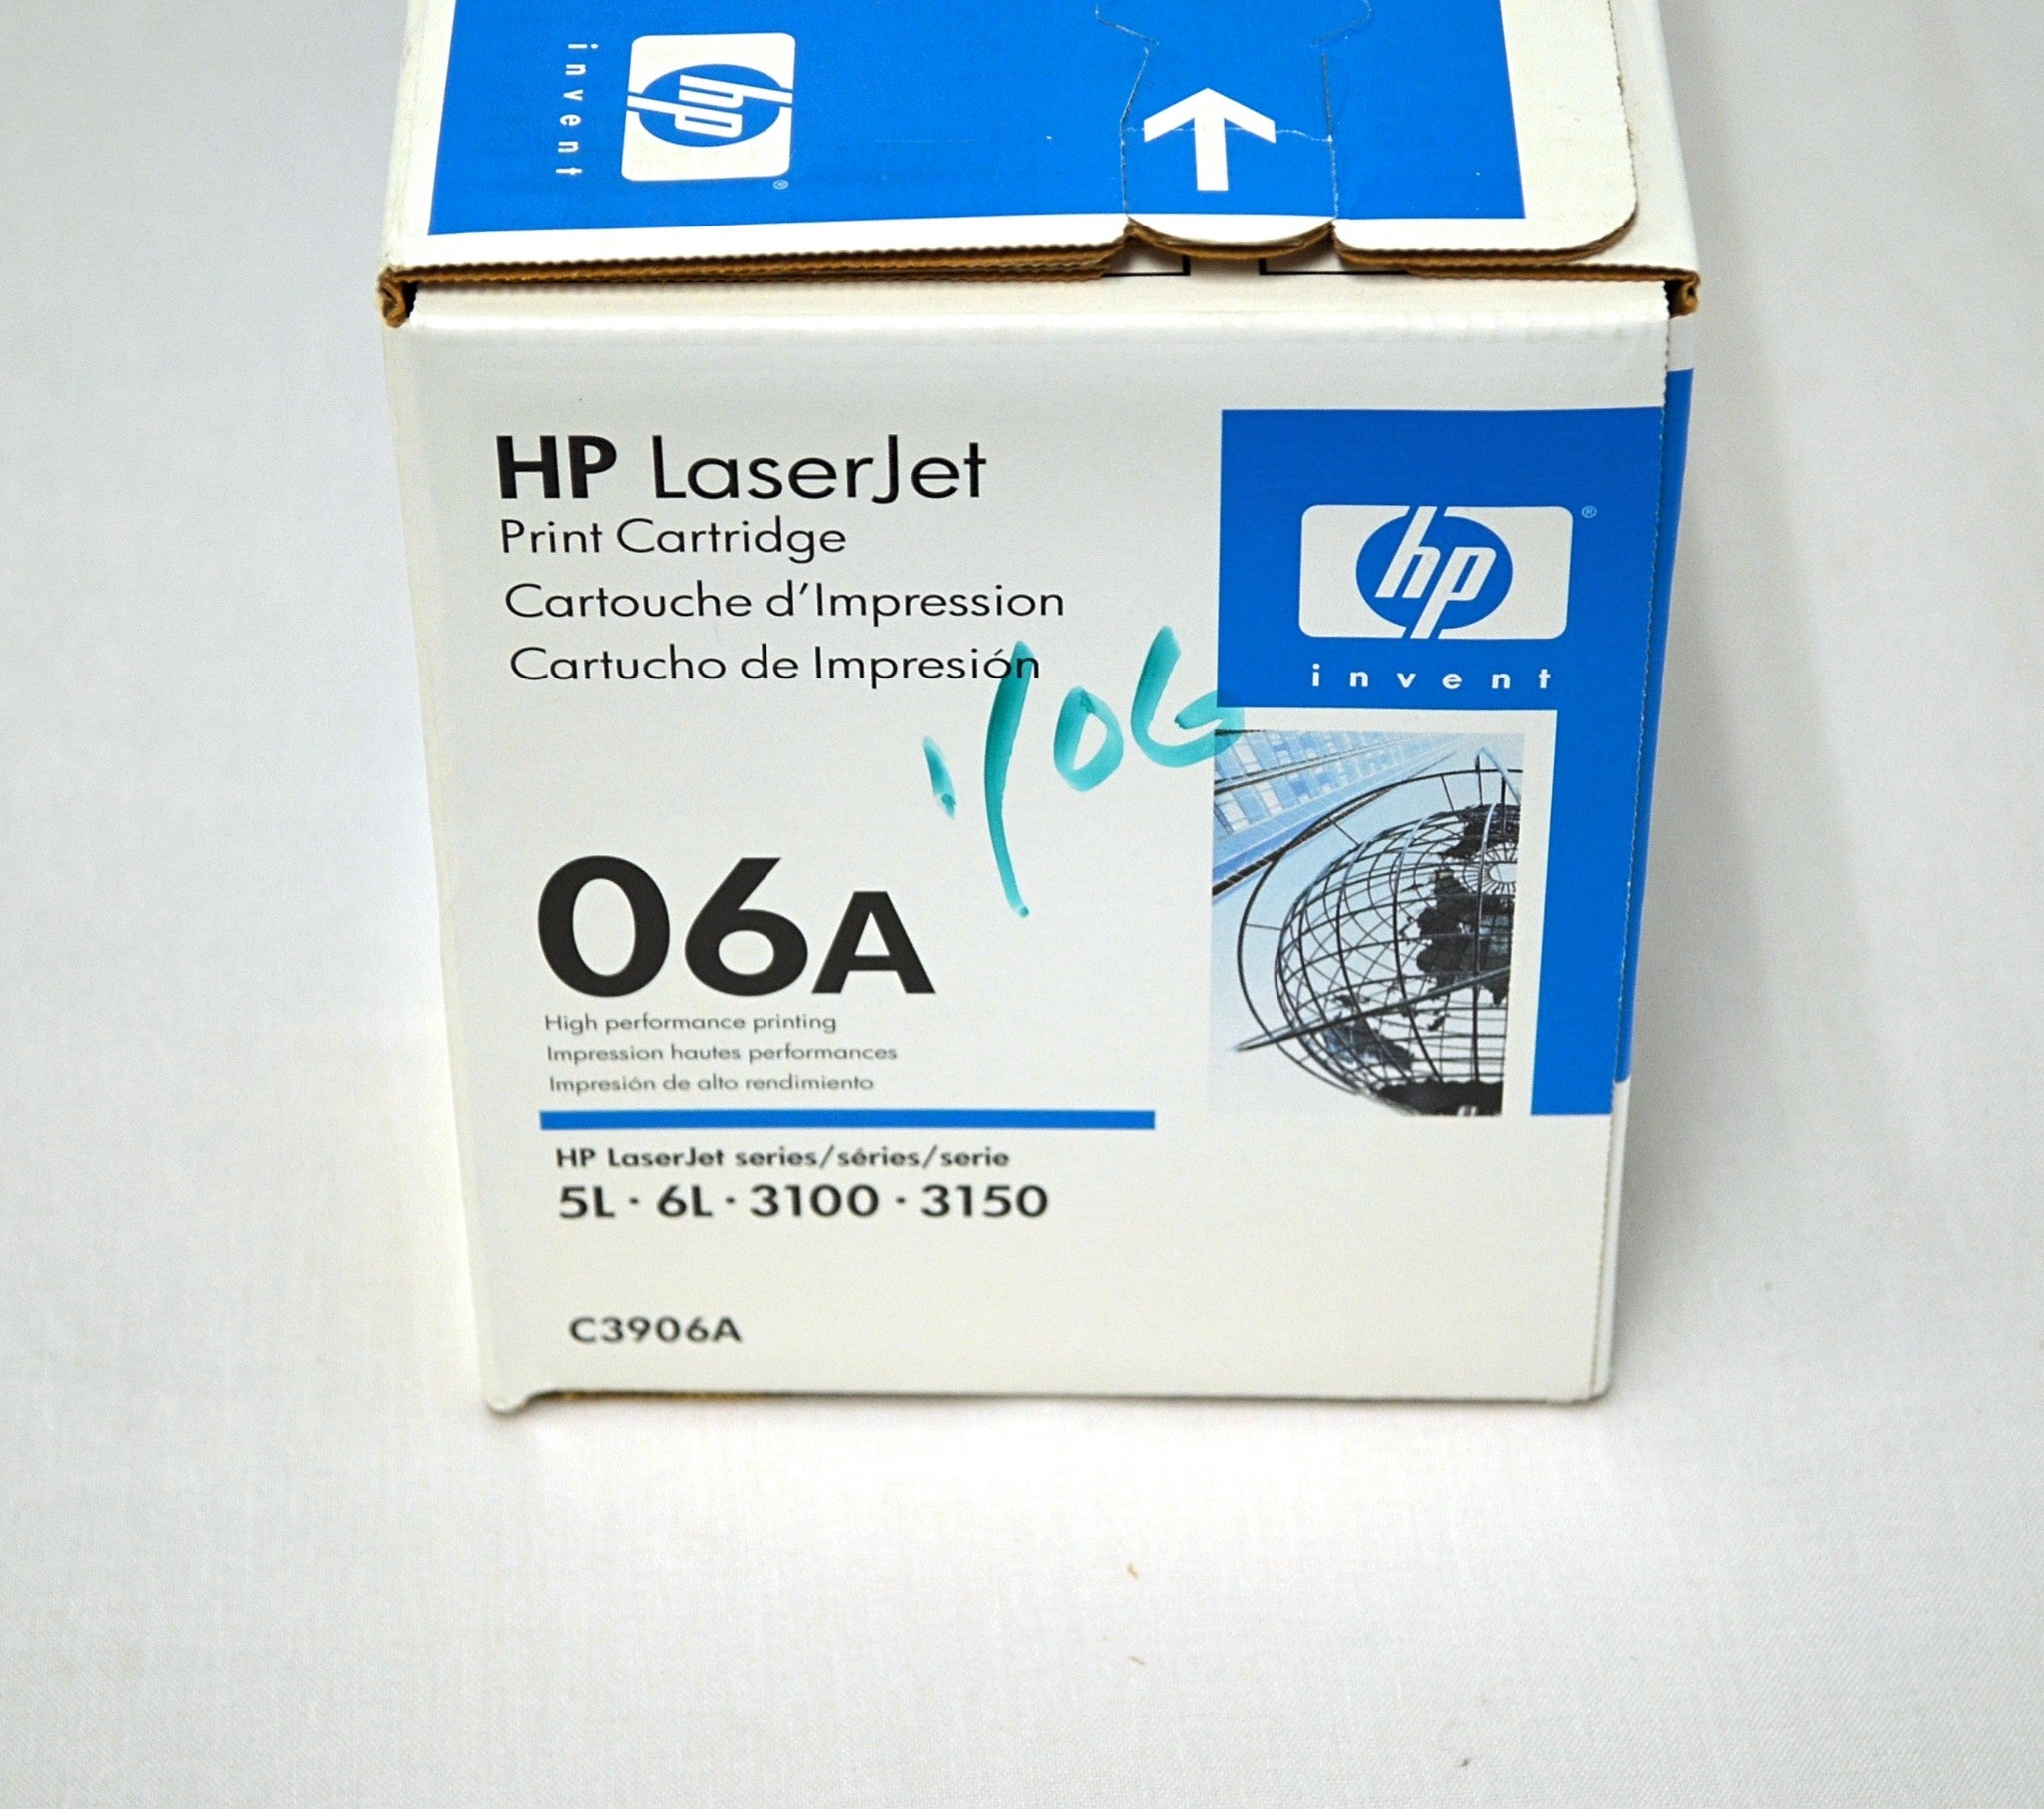 invent
hp
HP LaserJet
Print Cartridge
Cartouche d'Impression
Cartucho de Impresión
hp
®
invent
1/06
06A
High performance printing
Impression hautes performances
Impresión de alto rendimiento
HP LaserJet series/séries/serie
5L · 6L · 3100 · 3150
C3906A